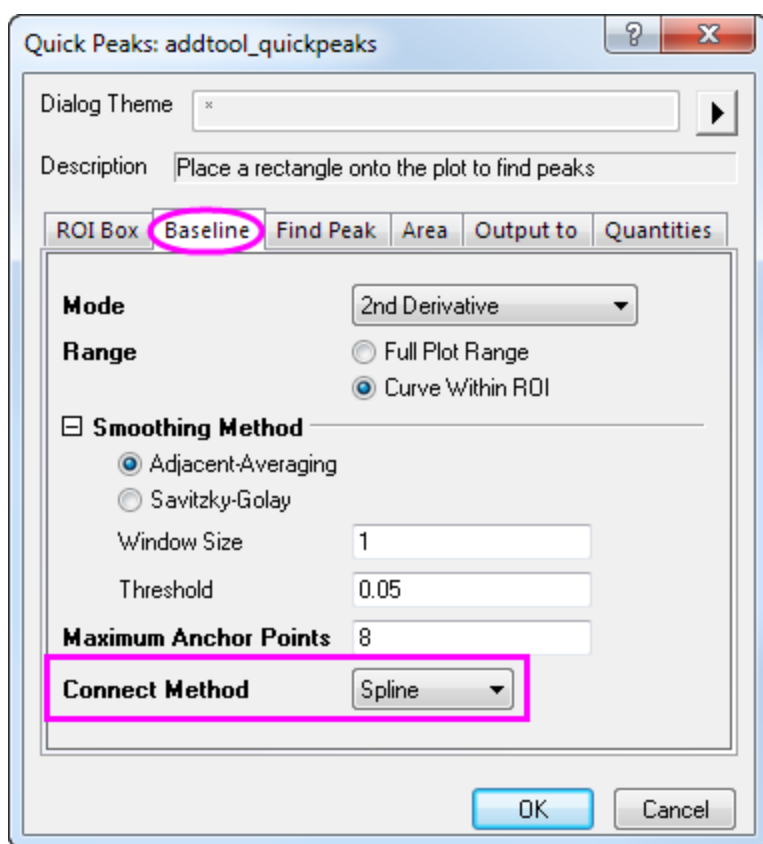 Quick Peaks: addtool_quickpeaks
Dialog Theme *
Description Place a rectangle onto the plot to find peaks
ROI Box Baseline Find Peak Area Output to Quantities
Mode 2nd Derivative
Range Full Plot Range
Curve Within ROI
Smoothing Method
Adjacent-Averaging
Savitzky-Golay
Window Size 1
Threshold 0.05
Maximum Anchor Points 8
Connect Method Spline
OK Cancel